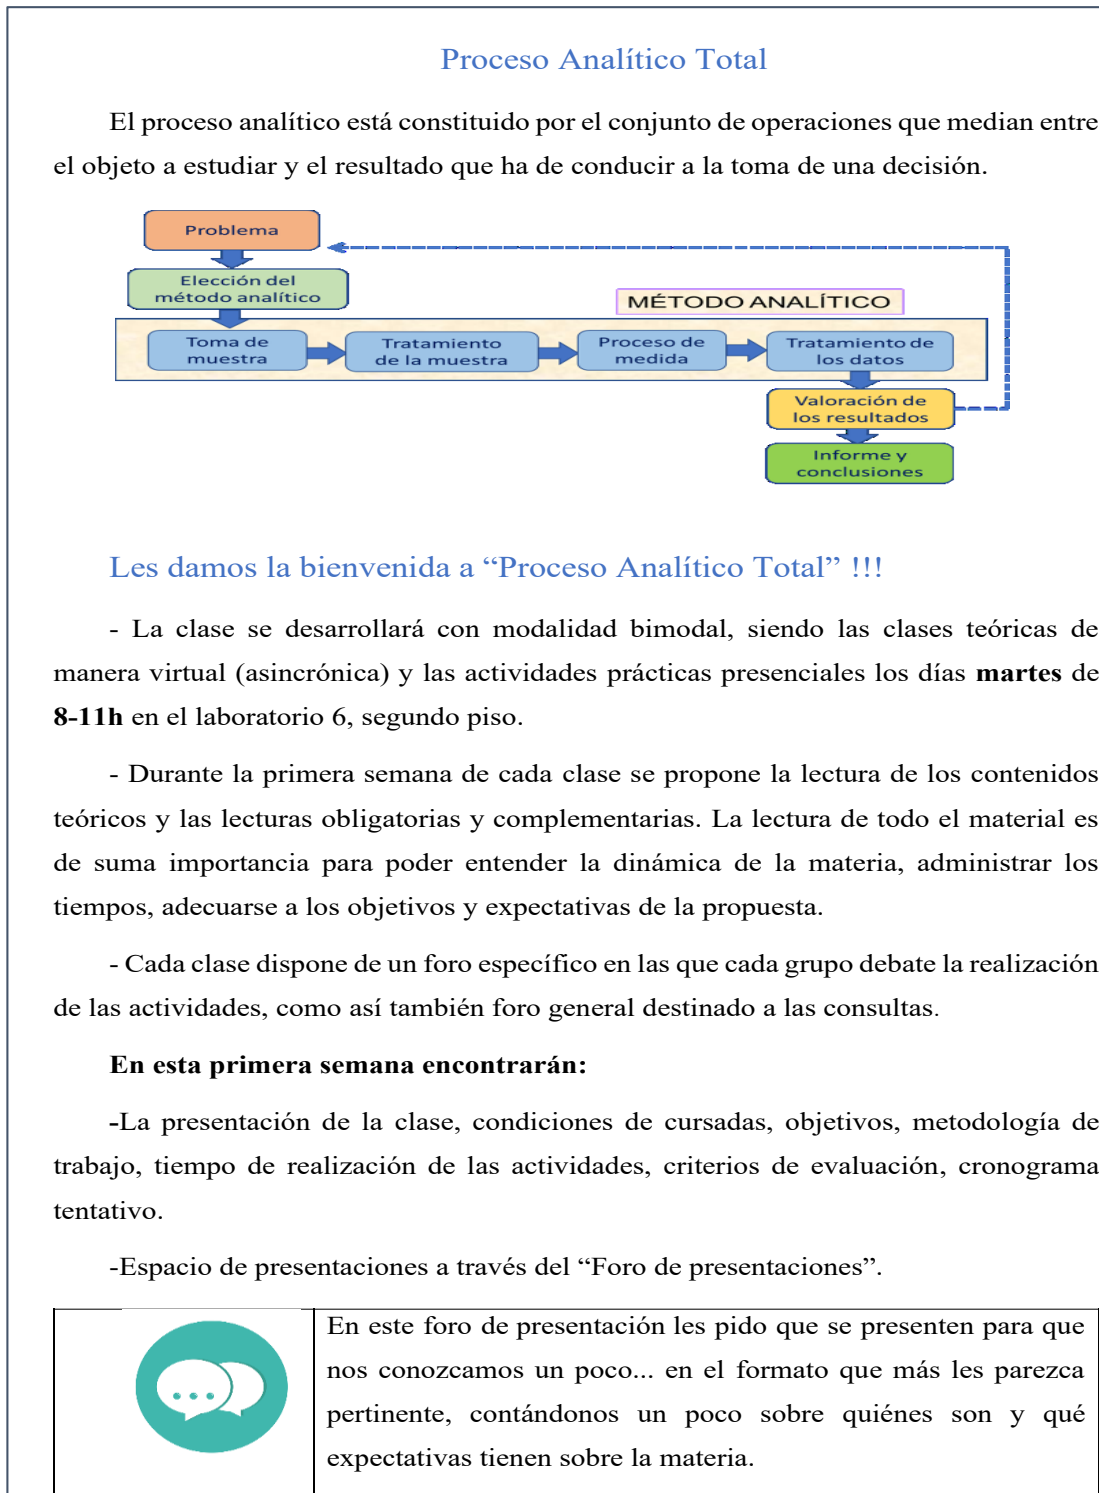 Proceso Analítico Total
El proceso analítico está constituido por el conjunto de operaciones que median entre
el objeto a estudiar y el resultado que ha de conducir a la toma de una decisión.
Problema
Elección del
método analítico
MÉTODO ANALÍTICO
Toma de
muestra
Tratamiento
de la muestra
Proceso de
medida
Tratamiento de
los datos
Valoración de
los resultados
Informe y
conclusiones
Les damos la bienvenida a “Proceso Analítico Total” !!!
- La clase se desarrollará con modalidad bimodal, siendo las clases teóricas de
manera virtual (asincrónica) y las actividades prácticas presenciales los días martes de
8-11h en el laboratorio 6, segundo piso.
- Durante la primera semana de cada clase se propone la lectura de los contenidos
teóricos y las lecturas obligatorias y complementarias. La lectura de todo el material es
de suma importancia para poder entender la dinámica de la materia, administrar los
tiempos, adecuarse a los objetivos y expectativas de la propuesta.
- Cada clase dispone de un foro específico en las que cada grupo debate la realización
de las actividades, como así también foro general destinado a las consultas.
En esta primera semana encontrarán:
-La presentación de la clase, condiciones de cursadas, objetivos, metodología de
trabajo, tiempo de realización de las actividades, criterios de evaluación, cronograma
tentativo.
-Espacio de presentaciones a través del “Foro de presentaciones”.
En este foro de presentación les pido que se presenten para que
nos conozcamos un poco... en el formato que más les parezca
pertinente, contándonos un poco sobre quiénes son y qué
expectativas tienen sobre la materia.